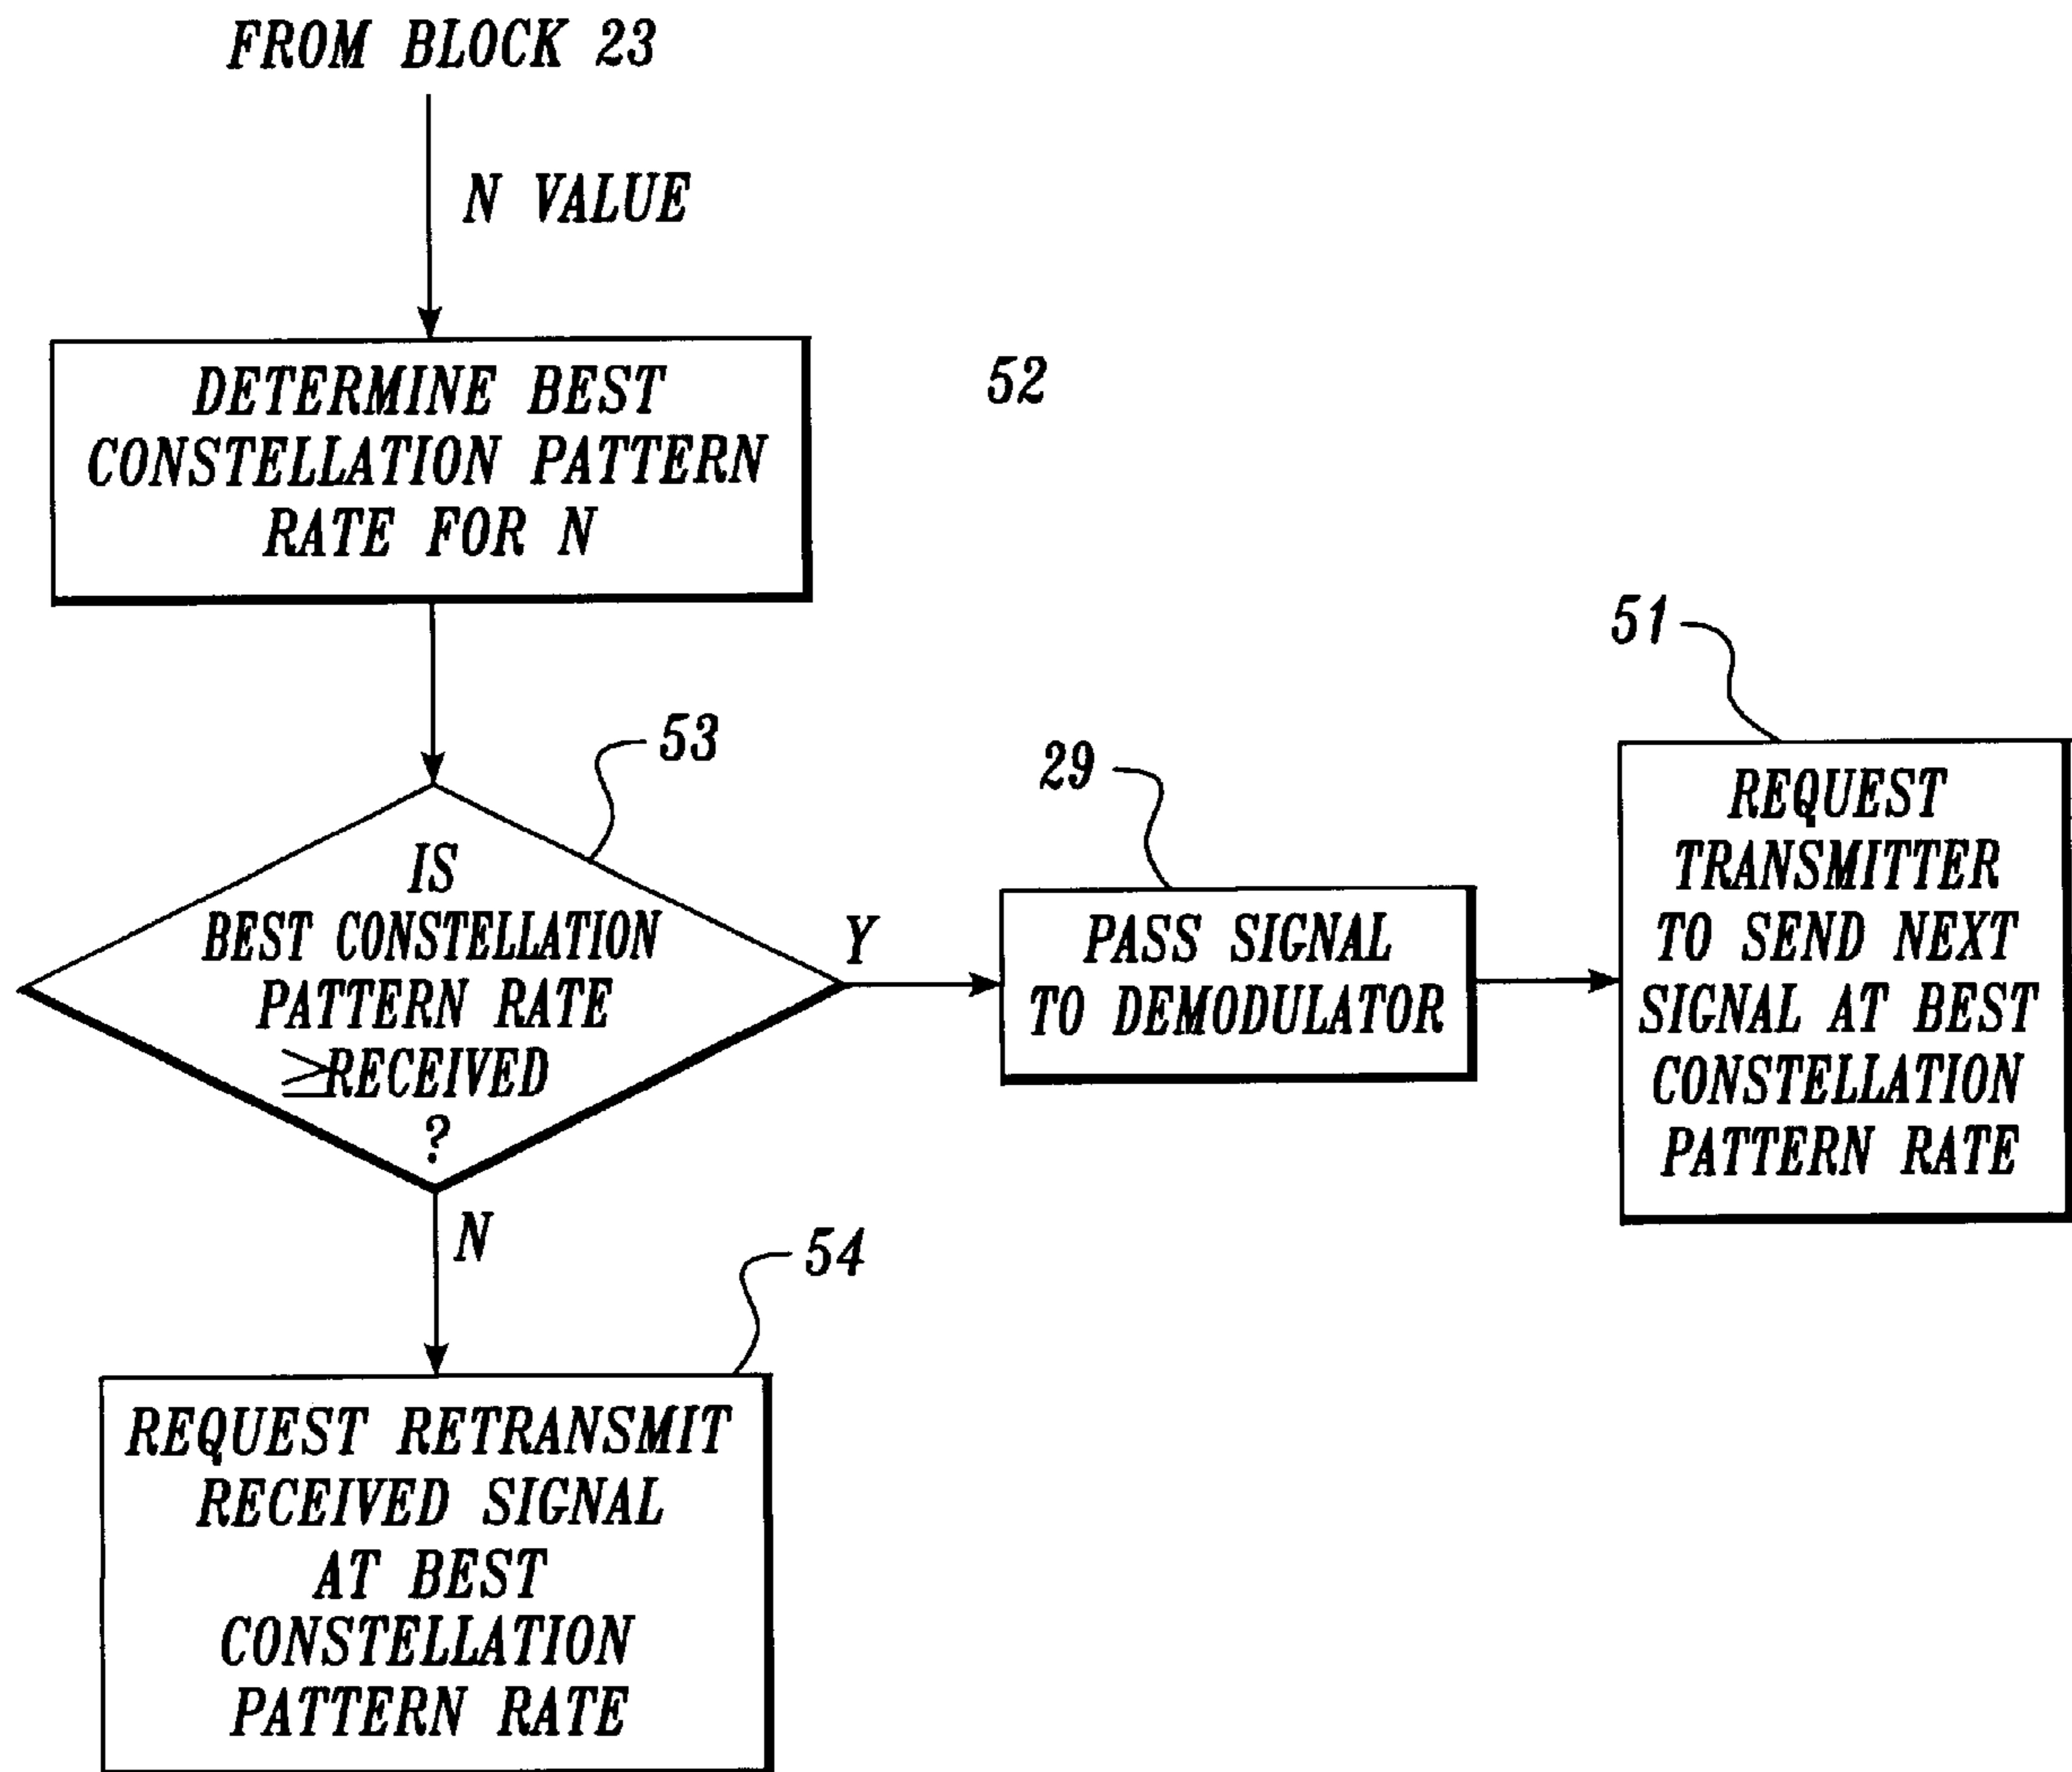 FROM BLOCK 23
N VALUE
DETERMINE BEST
CONSTELLATION PATTERN
RATE FOR N
52
53
IS
BEST CONSTELLATION
PATTERN RATE
≥RECEIVED
?
Y
N
29
PASS SIGNAL
TO DEMODULATOR
51
REQUEST
TRANSMITTER
TO SEND NEXT
SIGNAL AT BEST
CONSTELLATION
PATTERN RATE
54
REQUEST RETRANSMIT
RECEIVED SIGNAL
AT BEST
CONSTELLATION
PATTERN RATE